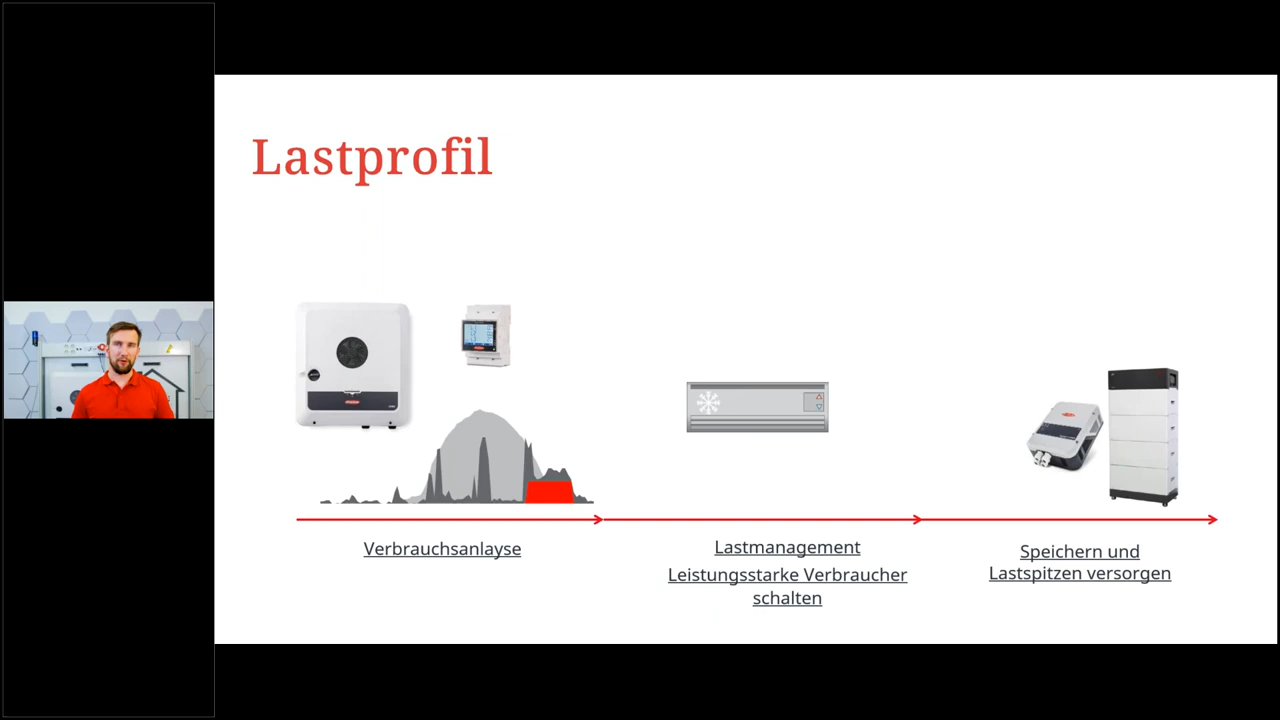 Lastprofil
Verbrauchsanlayse
Lastmanagement
Leistungsstarke Verbraucher
schalten
Speichern und
Lastspitzen versorgen